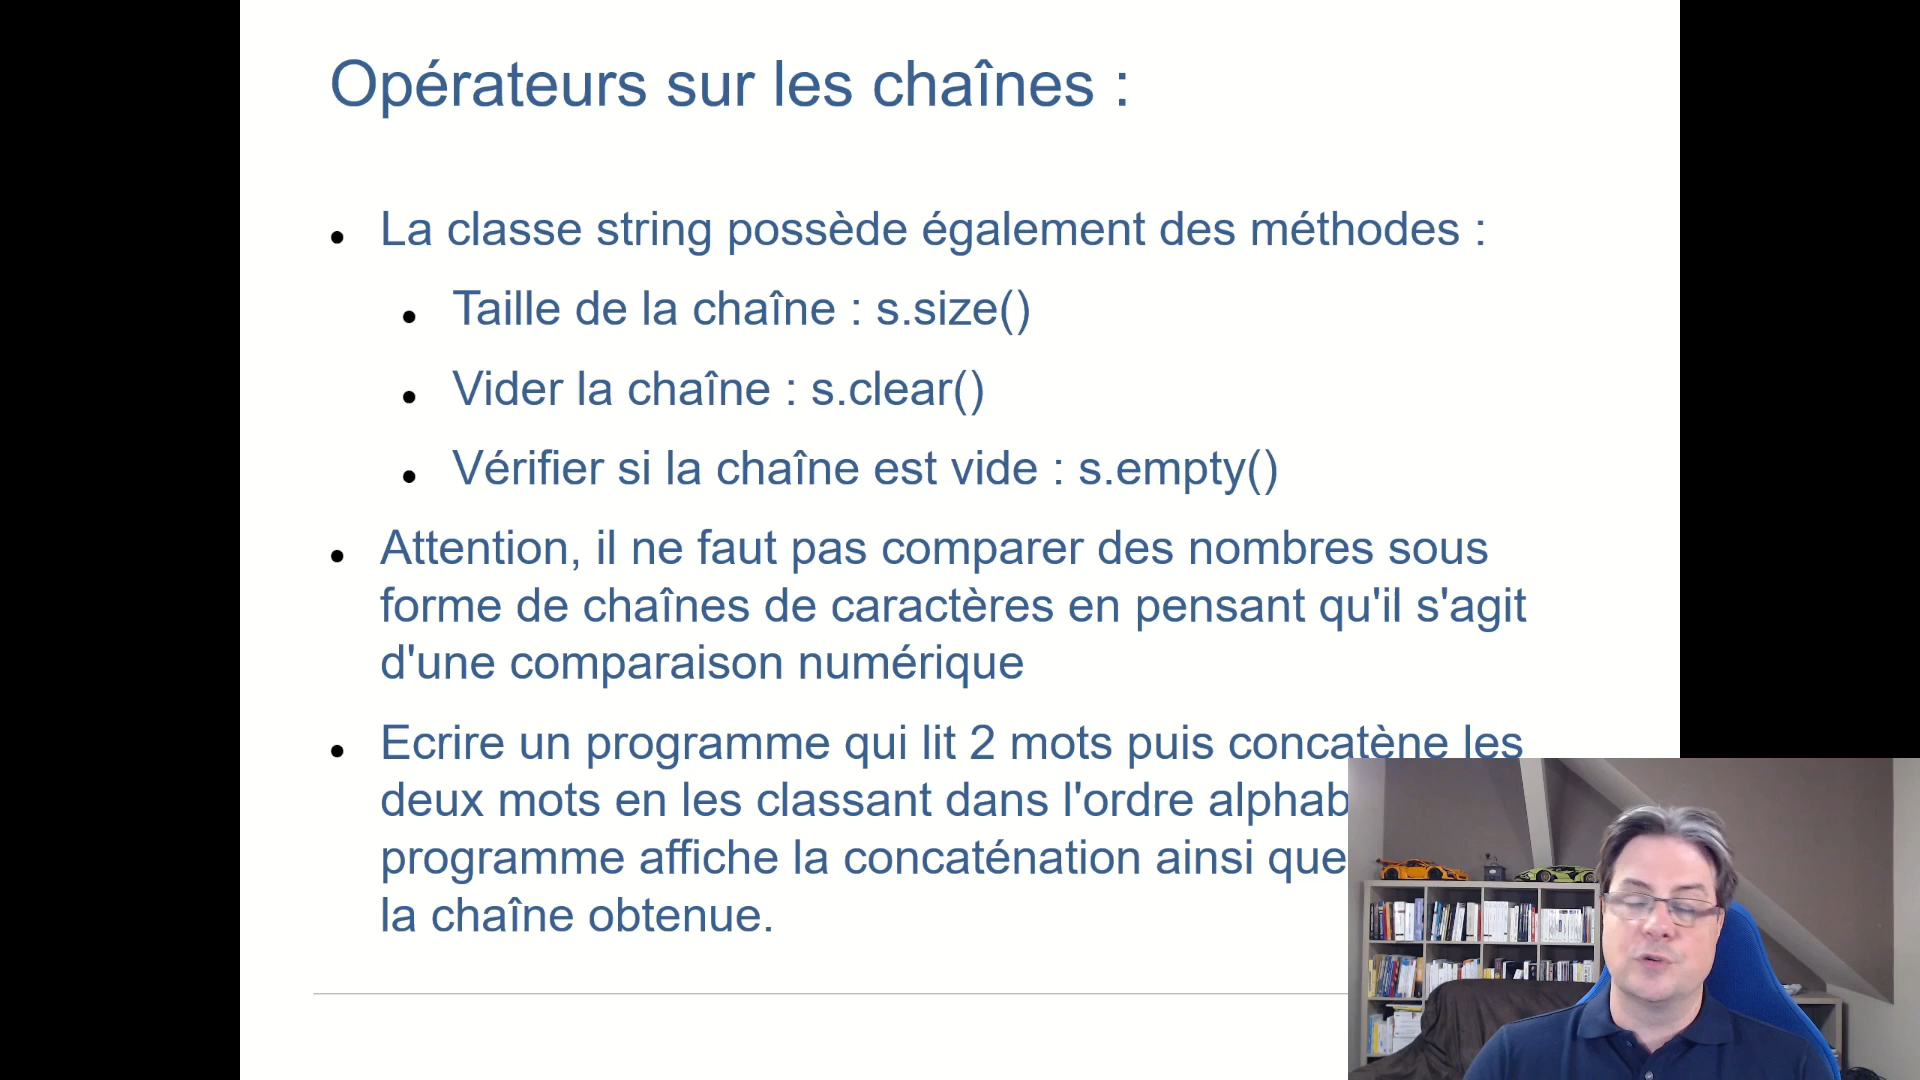 Opérateurs sur les chaînes :
La classe string possède également des méthodes :
Taille de la chaîne : s.size()
Vider la chaîne : s.clear()
Vérifier si la chaîne est vide : s.empty()
Attention, il ne faut pas comparer des nombres sous
forme de chaînes de caractères en pensant qu'il s'agit
d'une comparaison numérique
Ecrire un programme qui lit 2 mots puis concatène les
deux mots en les classant dans l'ordre alphab
programme affiche la concaténation ainsi que
la chaîne obtenue.